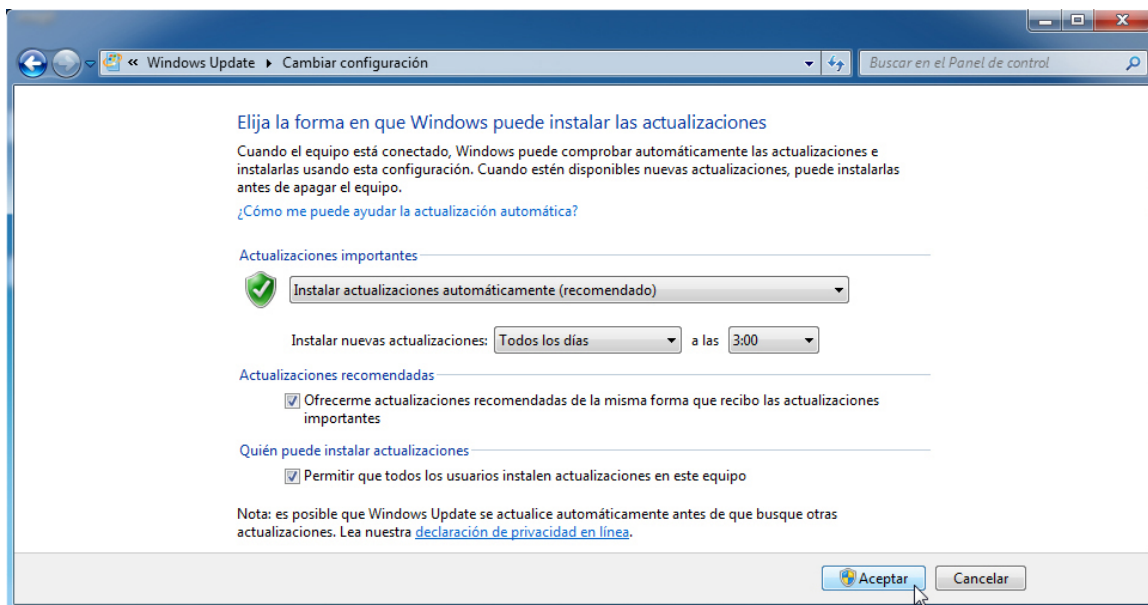 « Windows Update ▸ Cambiar configuración
Buscar en el Panel de control
Elija la forma en que Windows puede instalar las actualizaciones
Cuando el equipo está conectado, Windows puede comprobar automáticamente las actualizaciones e
instalarlas usando esta configuración. Cuando estén disponibles nuevas actualizaciones, puede instalarlas
antes de apagar el equipo.
¿Cómo me puede ayudar la actualización automática?
Actualizaciones importantes
Instalar actualizaciones automáticamente (recomendado)
Instalar nuevas actualizaciones: Todos los días a las 3:00
Actualizaciones recomendadas
Ofrecerme actualizaciones recomendadas de la misma forma que recibo las actualizaciones
importantes
Quién puede instalar actualizaciones
Permitir que todos los usuarios instalen actualizaciones en este equipo
Nota: es posible que Windows Update se actualice automáticamente antes de que busque otras
actualizaciones. Lea nuestra declaración de privacidad en línea.
Aceptar Cancelar